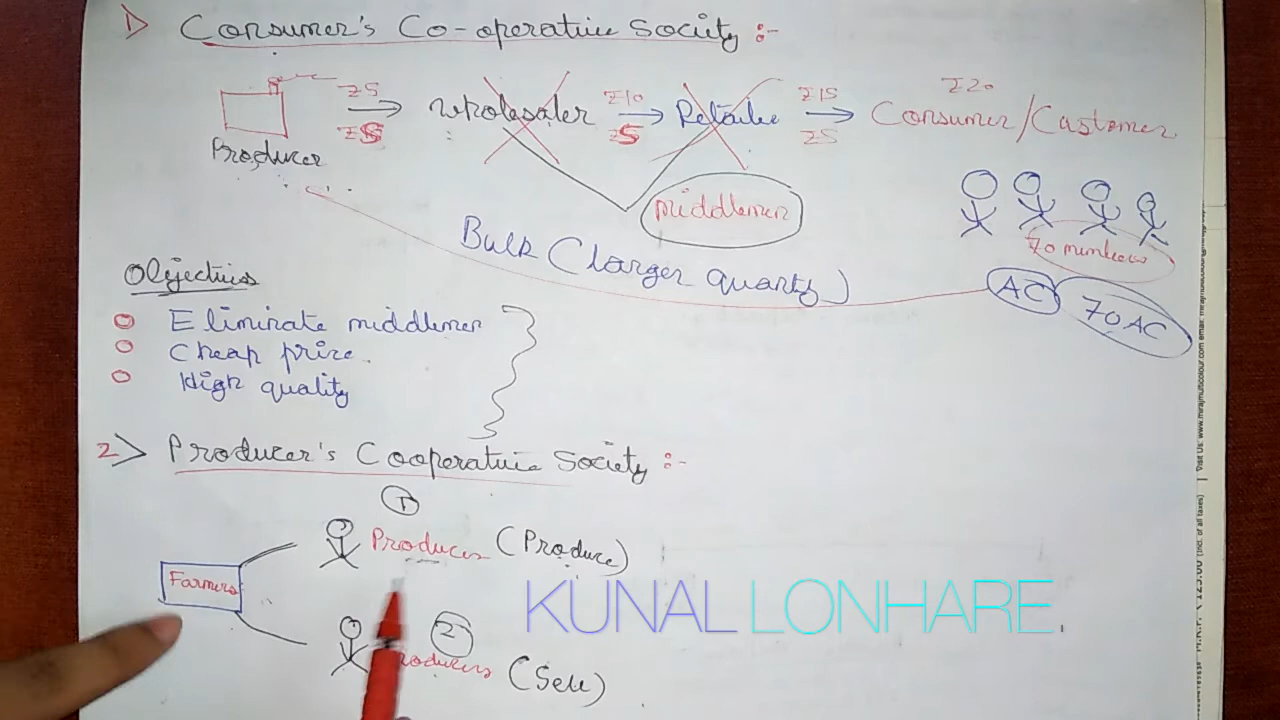 1) Consumer's Co-operative Society :-
₹5 ₹10 ₹15 ₹20
Producer → Wholesaler → Retailer → Consumer/Customer
₹5 ₹5 ₹5
middlemen
Bulk (larger quantity)
70 members
AC 70 AC
Objectives
Eliminate middlemen
Cheap prize
High quality
2> Producer's Cooperative Society :-
1
Producers (Produce)
Farmers
2
Producers (Sell)
KUNAL LONHARE.